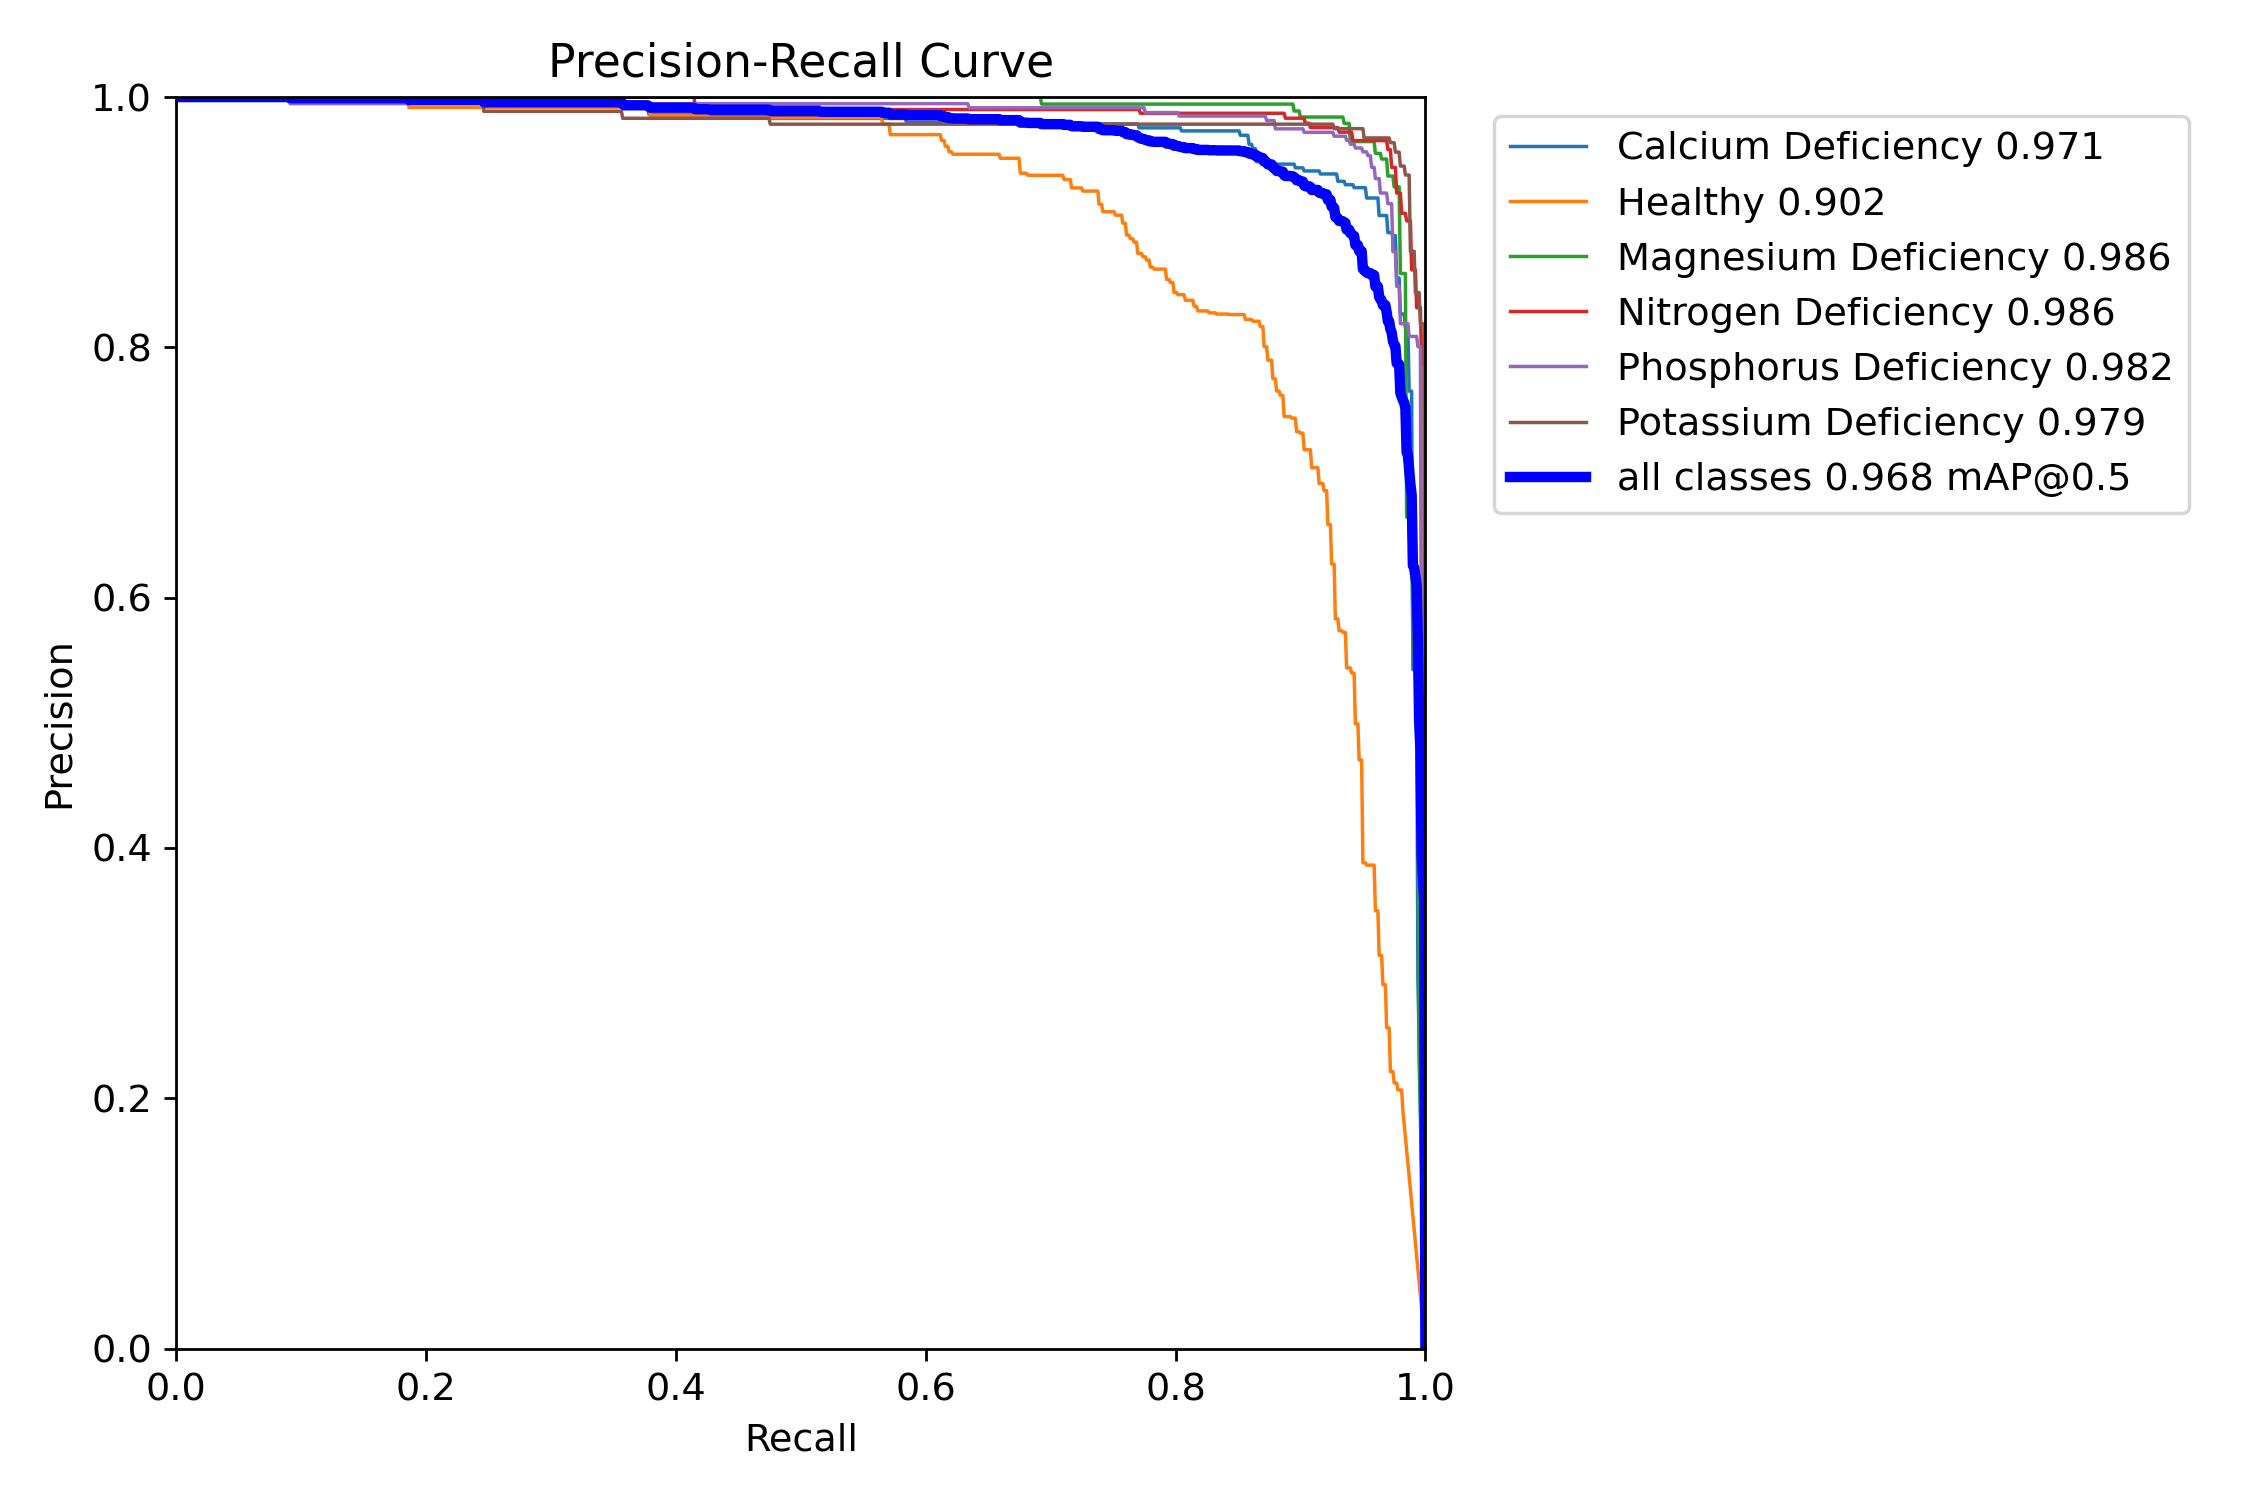 Precision-Recall Curve
1.0
0.8
0.6
0.4
0.2
0.0
Precision
0.0 0.2 0.4 0.6 0.8 1.0
Recall
Calcium Deficiency 0.971
Healthy 0.902
Magnesium Deficiency 0.986
Nitrogen Deficiency 0.986
Phosphorus Deficiency 0.982
Potassium Deficiency 0.979
all classes 0.968 mAP@0.5